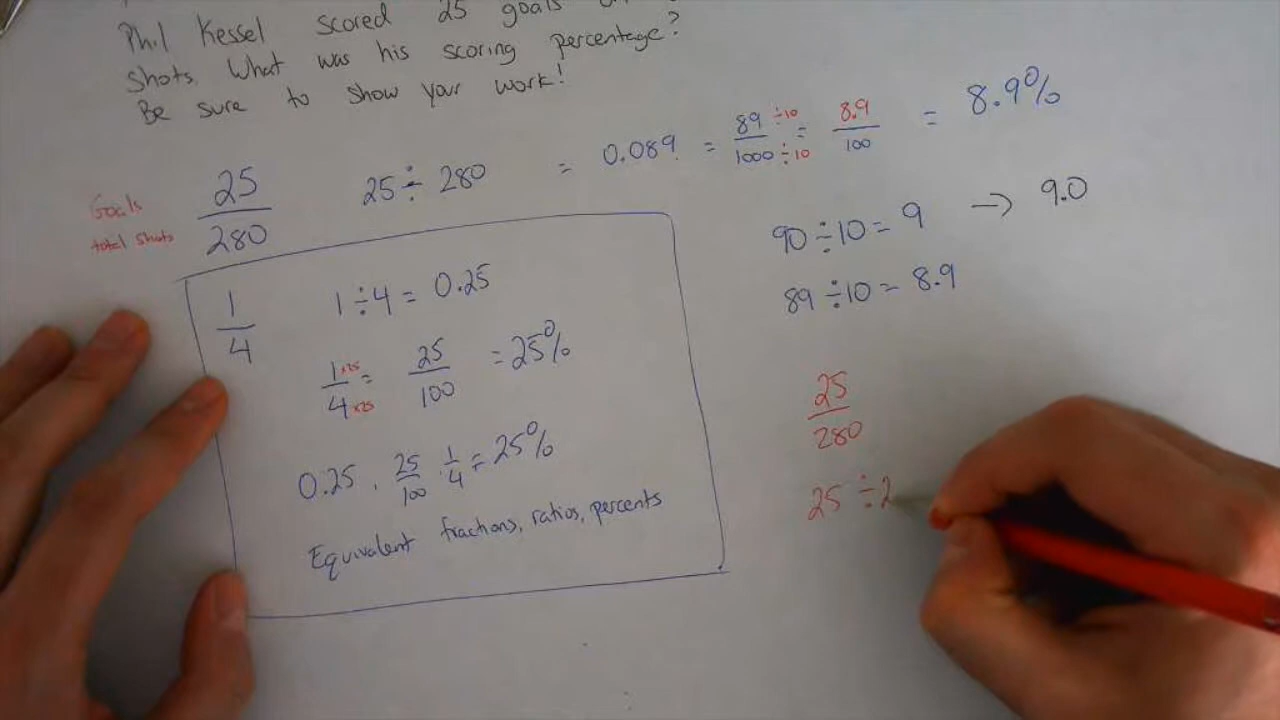 Phil Kessel scored 25 goals on
shots. What was his scoring percentage?
Be sure to show your work!
Goals
total shots
25
280
25 ÷ 280 = 0.089 = 89 ÷10 / 1000 ÷10 = 8.9 / 100 = 8.9%
90 ÷ 10 = 9 → 9.0
89 ÷ 10 = 8.9
1
4
1 ÷ 4 = 0.25
1 x25 / 4 x25 = 25 / 100 = 25%
0.25 . 25 / 100 . 1 / 4 = 25%
Equivalent fractions, ratios, percents
25
280
25 ÷ 2